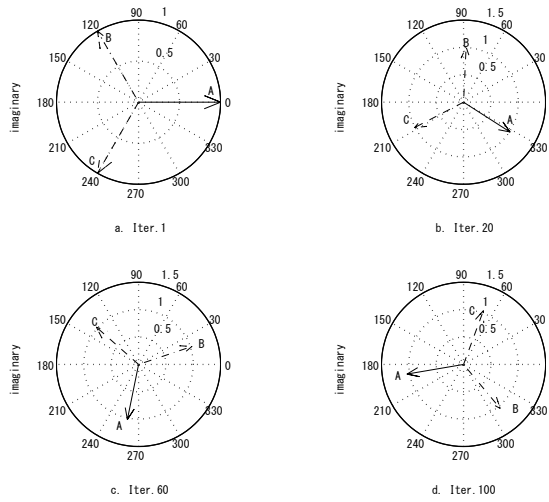 90
1
120
60
B
0.5
150
30
A
imaginary
180
0
210
330
C
240
300
270
a. Iter.1
90
1.5
120
60
B
1
0.5
150
30
imaginary
180
0
C
A
210
330
240
300
270
b. Iter.20
90
1.5
120
60
1
C
0.5
150
30
B
imaginary
180
0
210
330
A
240
300
270
c. Iter.60
90
1.5
120
60
C
1
0.5
150
30
imaginary
180
0
A
B
210
330
240
300
270
d. Iter.100